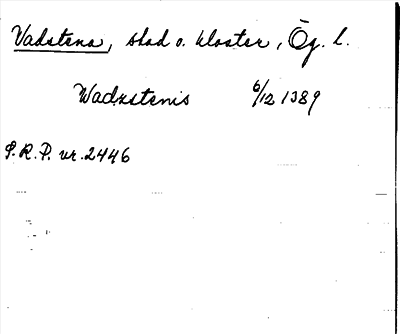 Vadstena, stad o. kloster, Ög. l.
Wadzstenis 6/12 1389
S.R.P. nr. 2446